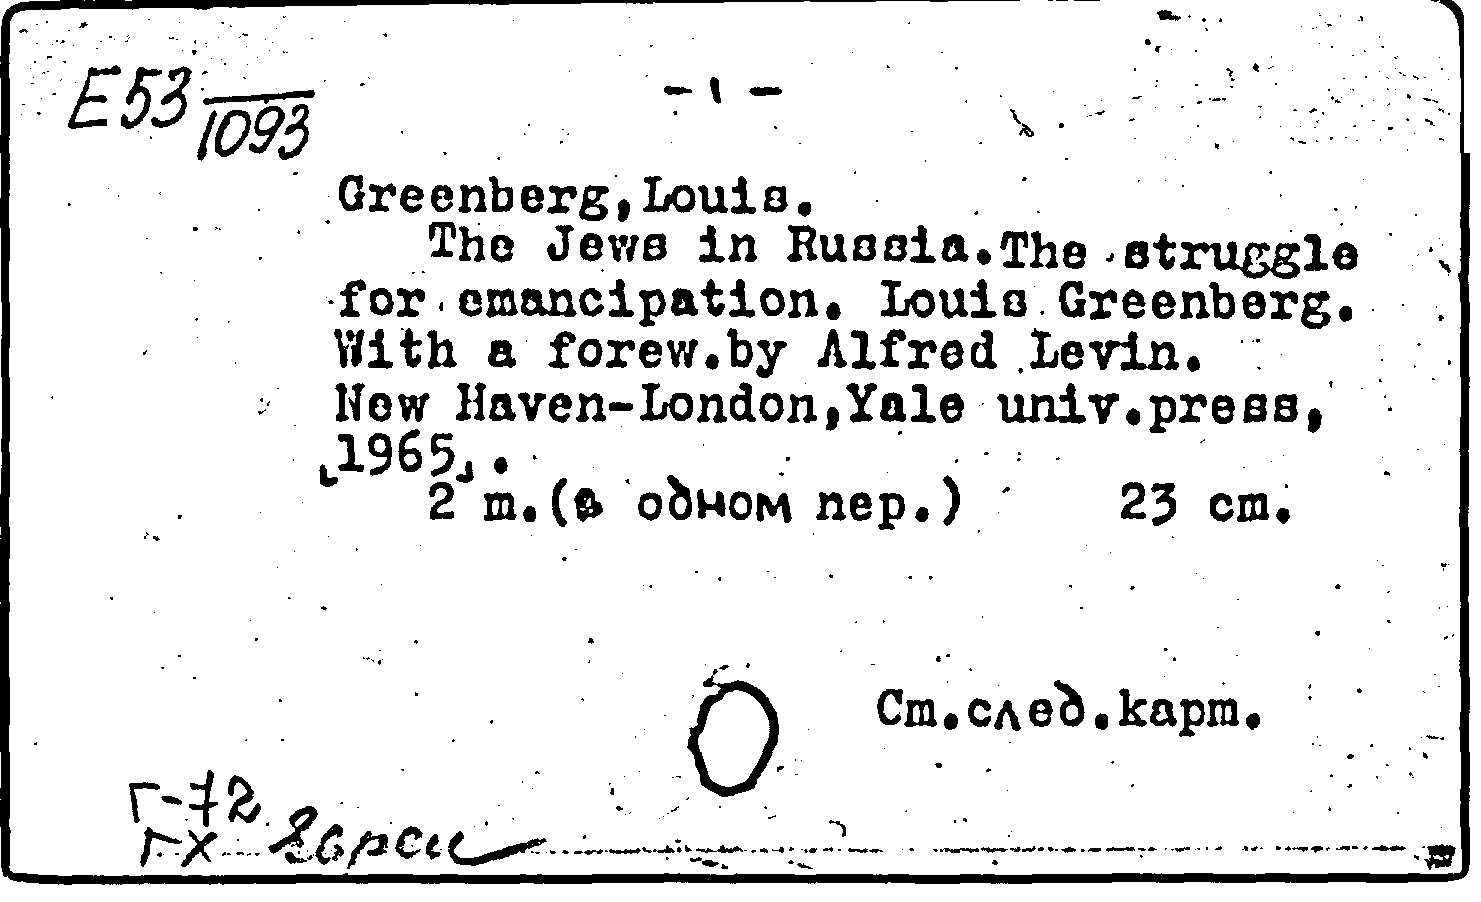 E53/1093
- 1 -
Greenberg,Louis.
The Jews in Russia.The struggle
for emancipation. Louis Greenberg.
With a forew.by Alfred Levin.
New Haven-London,Yale univ.press,
[1965].
2 т.(в одном пер.) 23 см.
См.след.карт.
Г-72
ГХ